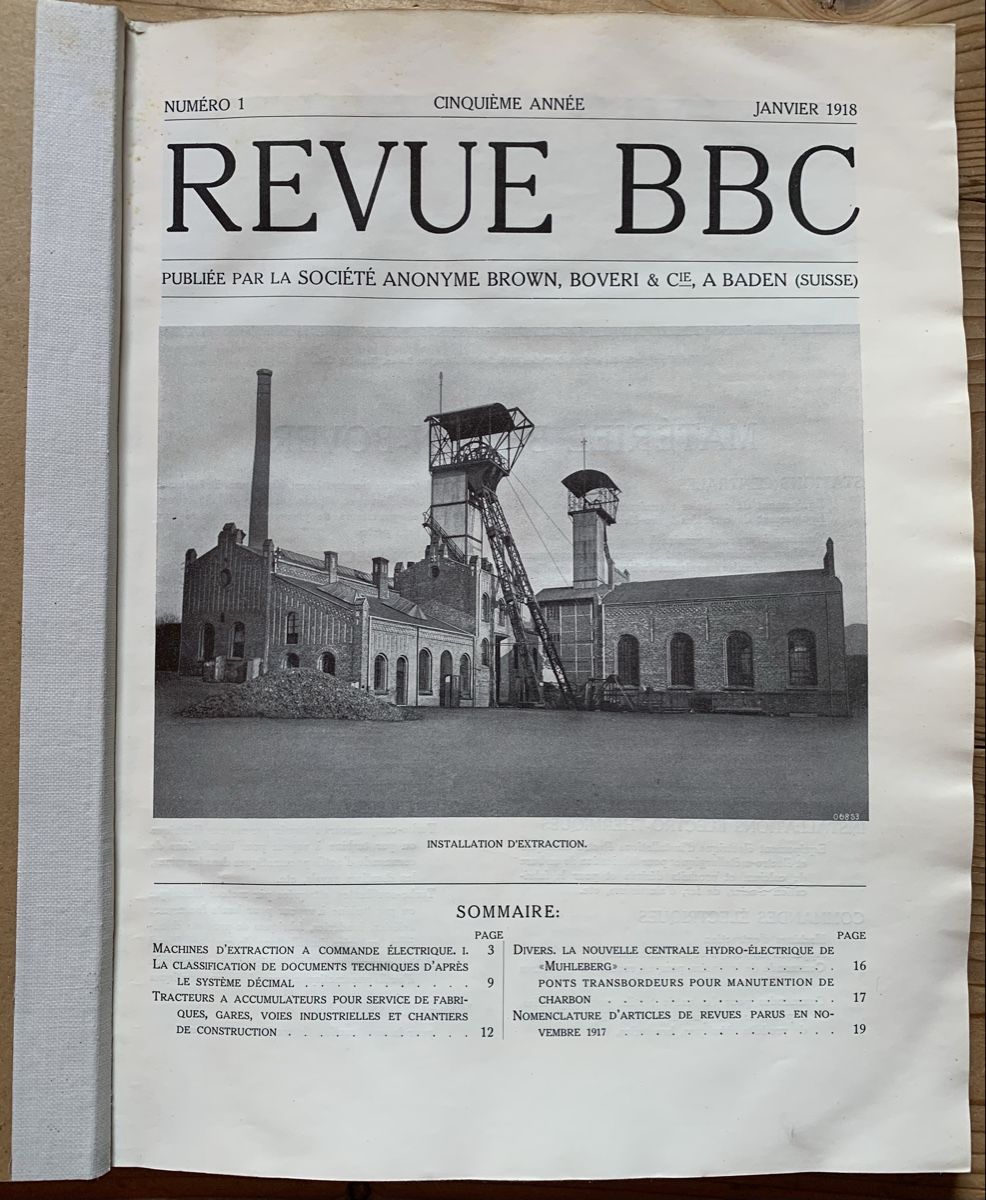 NUMÉRO 1 CINQUIÈME ANNÉE JANVIER 1918
REVUE BBC
PUBLIÉE PAR LA SOCIÉTÉ ANONYME BROWN, BOVERI & CIE, A BADEN (SUISSE)
06833
INSTALLATION D'EXTRACTION.
SOMMAIRE:
PAGE
MACHINES D'EXTRACTION A COMMANDE ÉLECTRIQUE. I. 3
LA CLASSIFICATION DE DOCUMENTS TECHNIQUES D'APRÈS
LE SYSTÈME DÉCIMAL . . . . . . . . . . . 9
TRACTEURS A ACCUMULATEURS POUR SERVICE DE FABRI-
QUES, GARES, VOIES INDUSTRIELLES ET CHANTIERS
DE CONSTRUCTION . . . . . . . . . . . . 12
PAGE
DIVERS. LA NOUVELLE CENTRALE HYDRO-ÉLECTRIQUE DE
«MUHLEBERG» . . . . . . . . . . . . . 16
PONTS TRANSBORDEURS POUR MANUTENTION DE
CHARBON . . . . . . . . . . . . . . . 17
NOMENCLATURE D'ARTICLES DE REVUES PARUS EN NO-
VEMBRE 1917 . . . . . . . . . . . . . 19